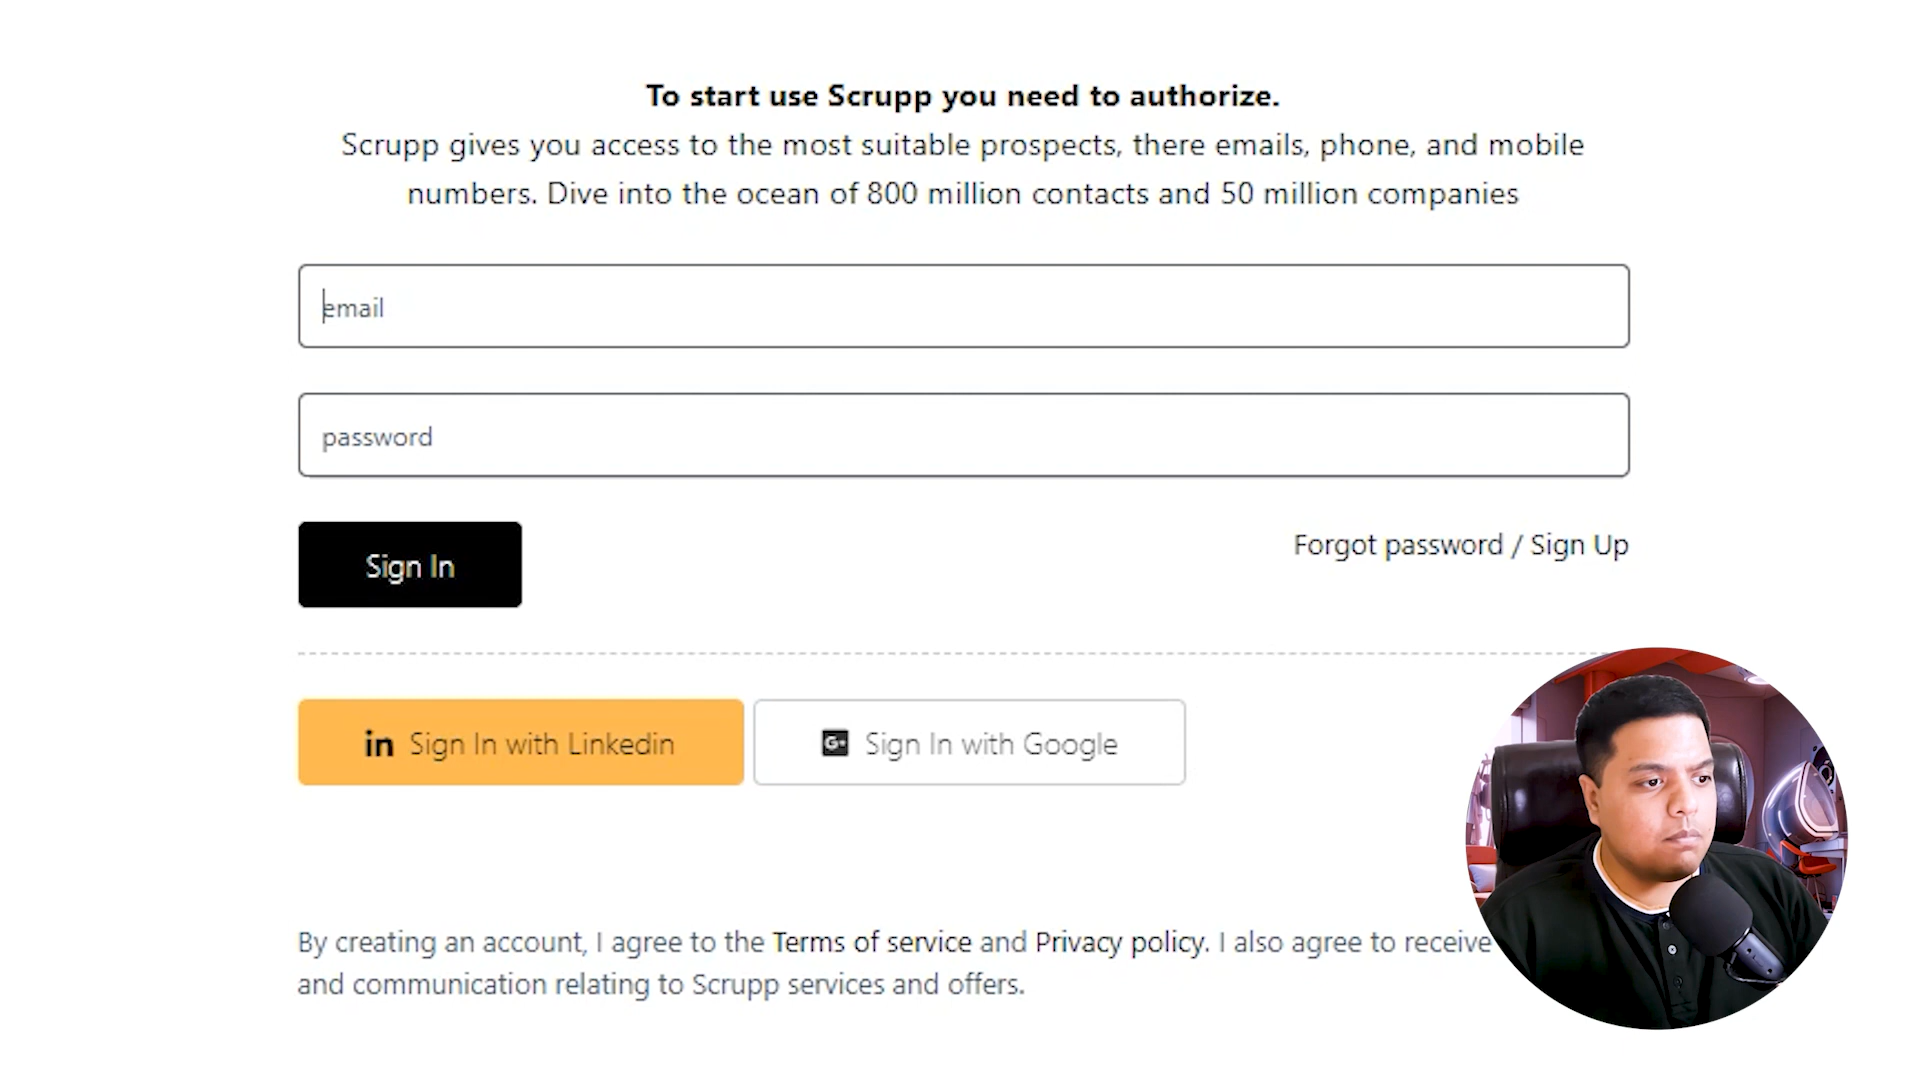 To start use Scrupp you need to authorize.
Scrupp gives you access to the most suitable prospects, there emails, phone, and mobile
numbers. Dive into the ocean of 800 million contacts and 50 million companies
email
password
Sign In
Forgot password / Sign Up
in Sign In with Linkedin
G+ Sign In with Google
By creating an account, I agree to the Terms of service and Privacy policy. I also agree to receive
and communication relating to Scrupp services and offers.